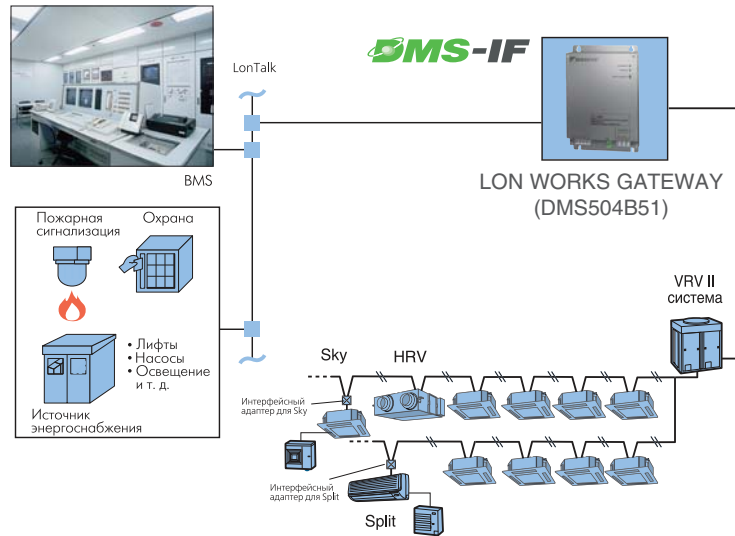 LonTalk
DMS-IF
BMS
LON WORKS GATEWAY
(DMS504B51)
Пожарная
сигнализация
Охрана
• Лифты
• Насосы
• Освещение
и т. д.
Источник
энергоснабжения
VRV II
система
Sky
HRV
Интерфейсный
адаптер для Sky
Интерфейсный
адаптер для Split
Split